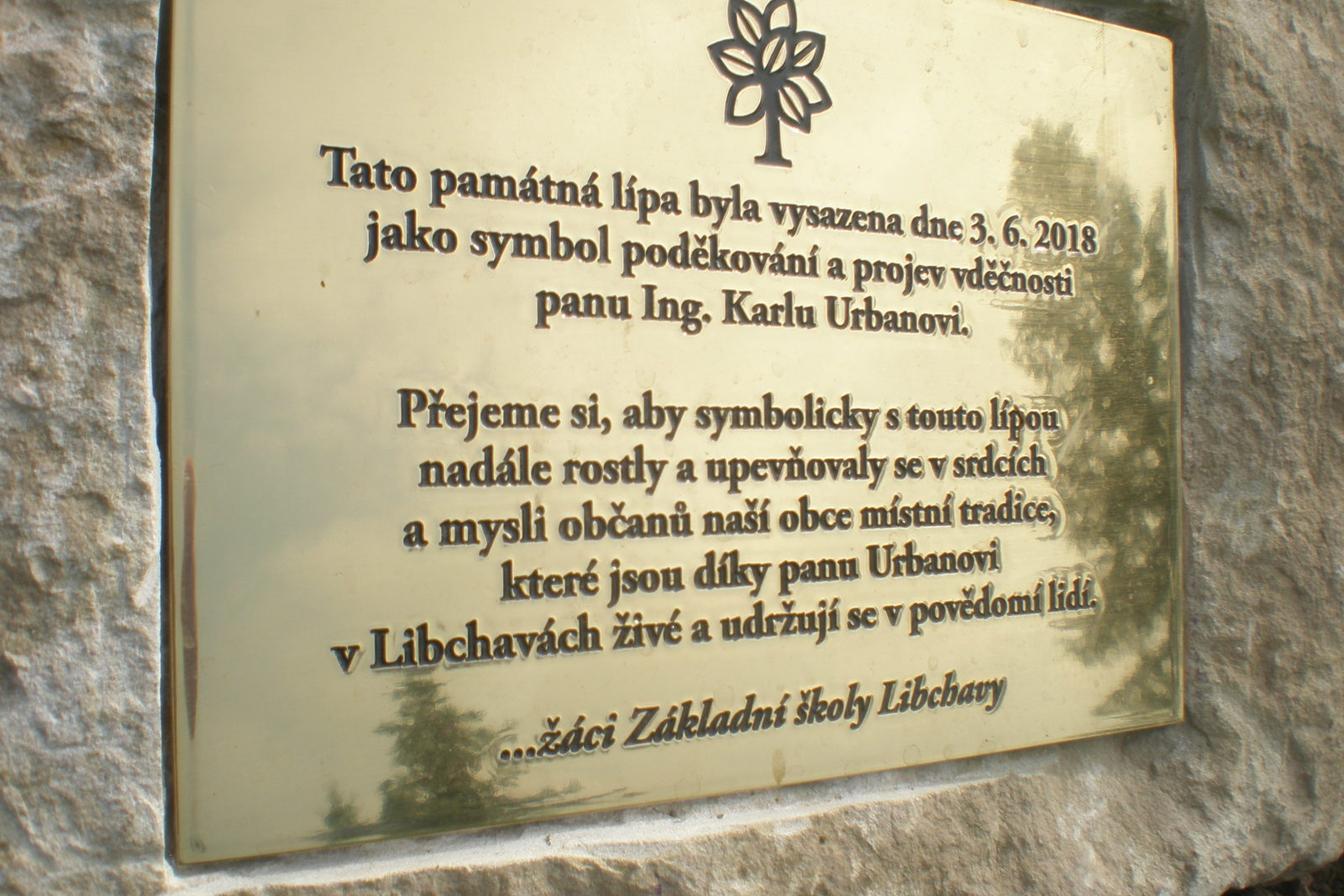 Tato památná lípa byla vysazena dne 3. 6. 2018
jako symbol poděkování a projev vděčnosti
panu Ing. Karlu Urbanovi.
Přejeme si, aby symbolicky s touto lípou
nadále rostly a upevňovaly se v srdcích
a mysli občanů naší obce místní tradice,
které jsou díky panu Urbanovi
v Libchavách živé a udržují se v povědomí lidí.
...žáci Základní školy Libchavy